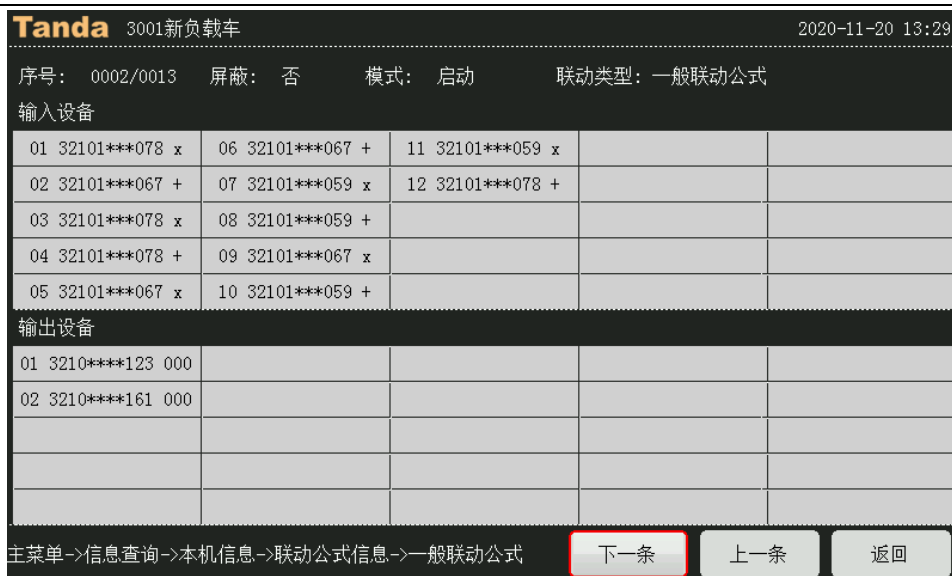 Tanda 3001新负载车 2020-11-20 13:29
序号: 0002/0013 屏蔽: 否 模式: 启动 联动类型: 一般联动公式
输入设备
01 32101***078 x 06 32101***067 + 11 32101***059 x
02 32101***067 + 07 32101***059 x 12 32101***078 +
03 32101***078 x 08 32101***059 +
04 32101***078 + 09 32101***067 x
05 32101***067 x 10 32101***059 +
输出设备
01 3210****123 000
02 3210****161 000
主菜单->信息查询->本机信息->联动公式信息->一般联动公式 下一条 上一条 返回